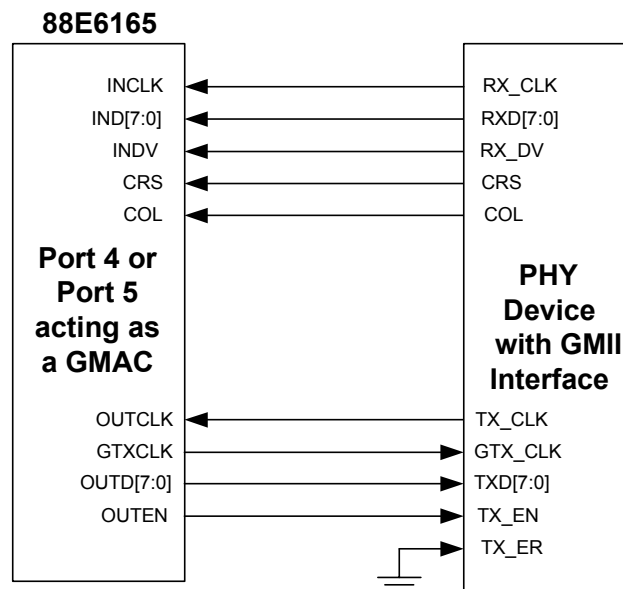 88E6165
INCLK RX_CLK
IND[7:0] RXD[7:0]
INDV RX_DV
CRS CRS
COL COL
Port 4 or
Port 5
acting as
a GMAC
PHY
Device
with GMII
Interface
OUTCLK TX_CLK
GTXCLK GTX_CLK
OUTD[7:0] TXD[7:0]
OUTEN TX_EN
TX_ER